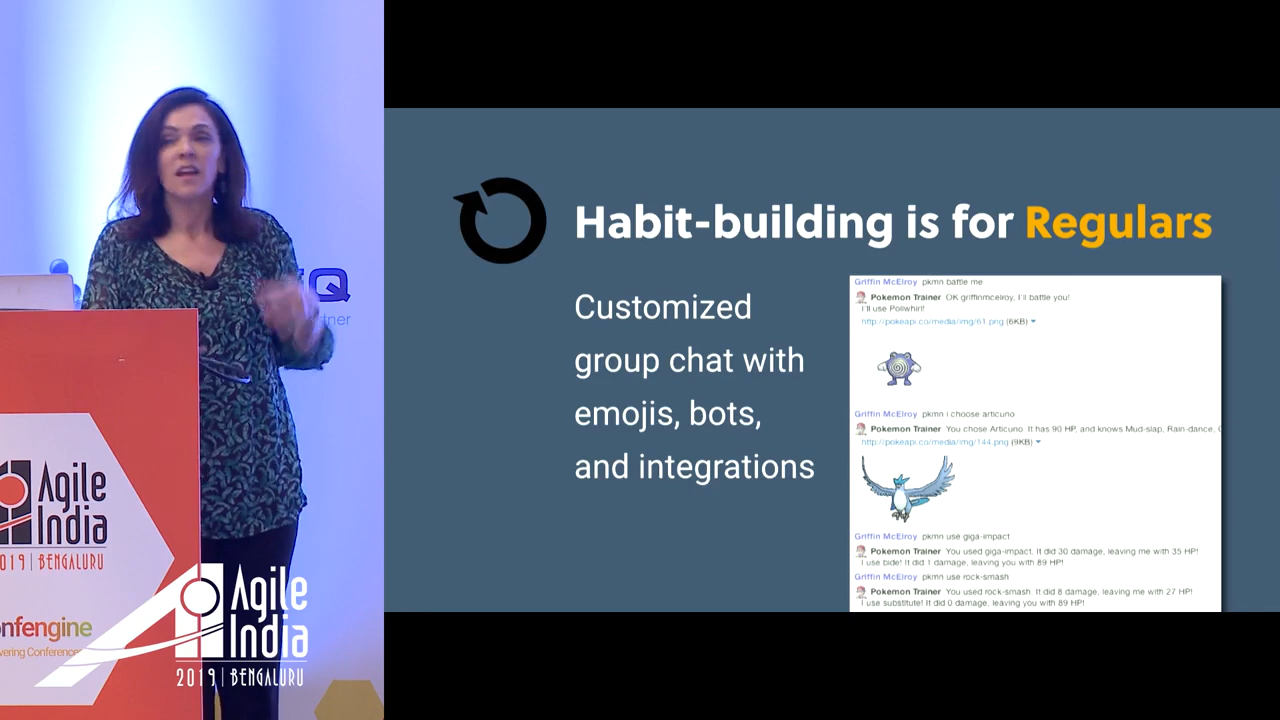 Habit-building is for Regulars
Customized
group chat with
emojis, bots,
and integrations
Griffin McElroy pkmn battle me
Pokemon Trainer OK griffinmcelroy, I'll battle you!
I'll use Poliwhirl!
http://pokeapi.co/media/img/61.png (6KB)
Griffin McElroy pkmn i choose articuno
Pokemon Trainer You chose Articuno. It has 90 HP, and knows Mud-slap, Rain-dance,
http://pokeapi.co/media/img/144.png (9KB)
Griffin McElroy pkmn use giga-impact
Pokemon Trainer You used giga-impact. It did 30 damage, leaving me with 35 HP!
I use bide! It did 1 damage, leaving you with 89 HP!
Griffin McElroy pkmn use rock-smash
Pokemon Trainer You used rock-smash. It did 8 damage, leaving me with 27 HP!
I use substitute! It did 0 damage, leaving you with 89 HP!
iQ
tner
Agile
India
2019 | BENGALURU
nfengine
vering Conference
Agile
India
2019 | BENGALURU